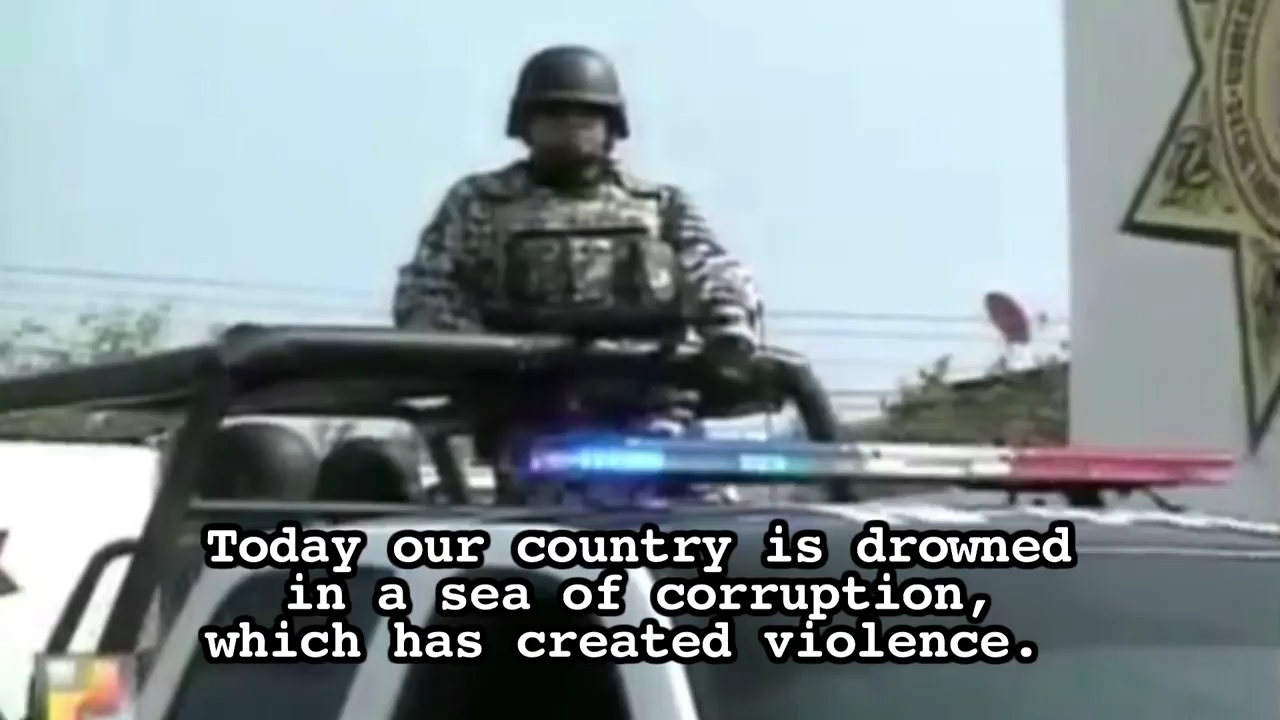 Today our country is drowned
in a sea of corruption,
which has created violence.